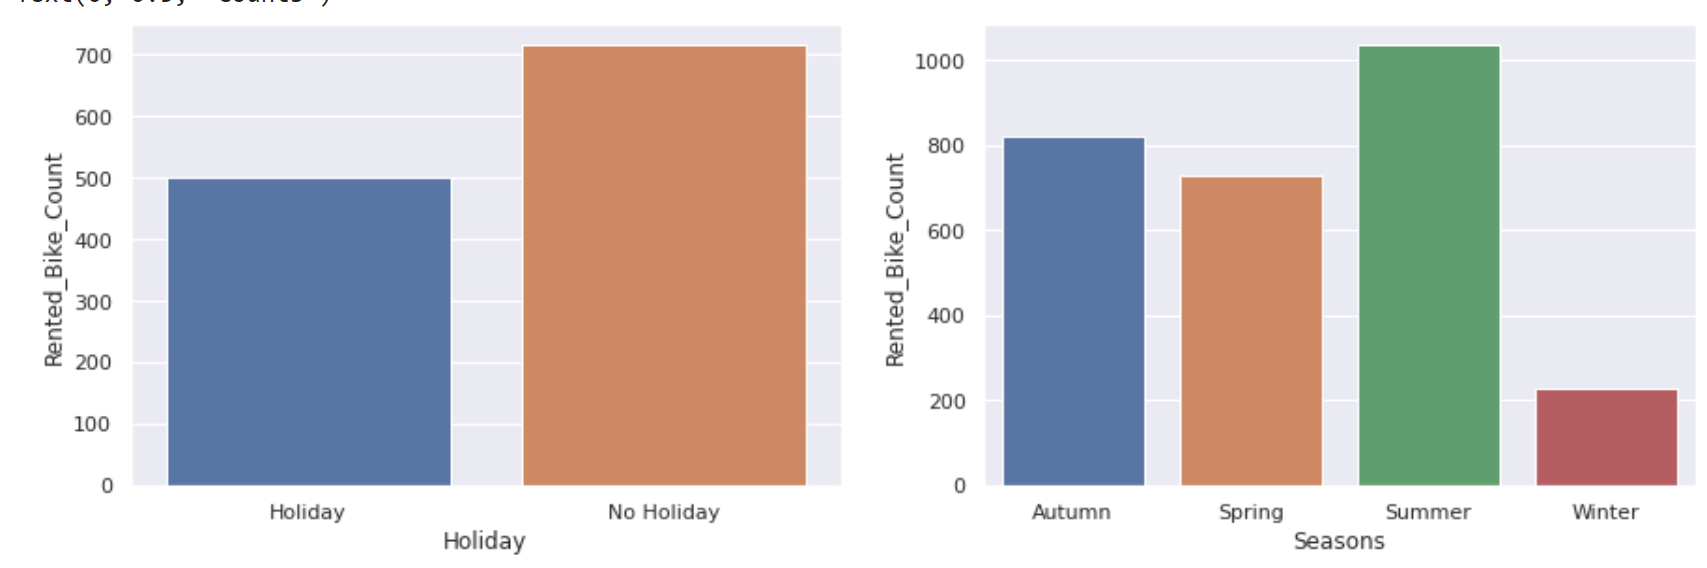 700
600
500
400
300
200
100
0
Rented_Bike_Count
Holiday
No Holiday
Holiday
1000
800
600
400
200
0
Rented_Bike_Count
Autumn
Spring
Summer
Winter
Seasons